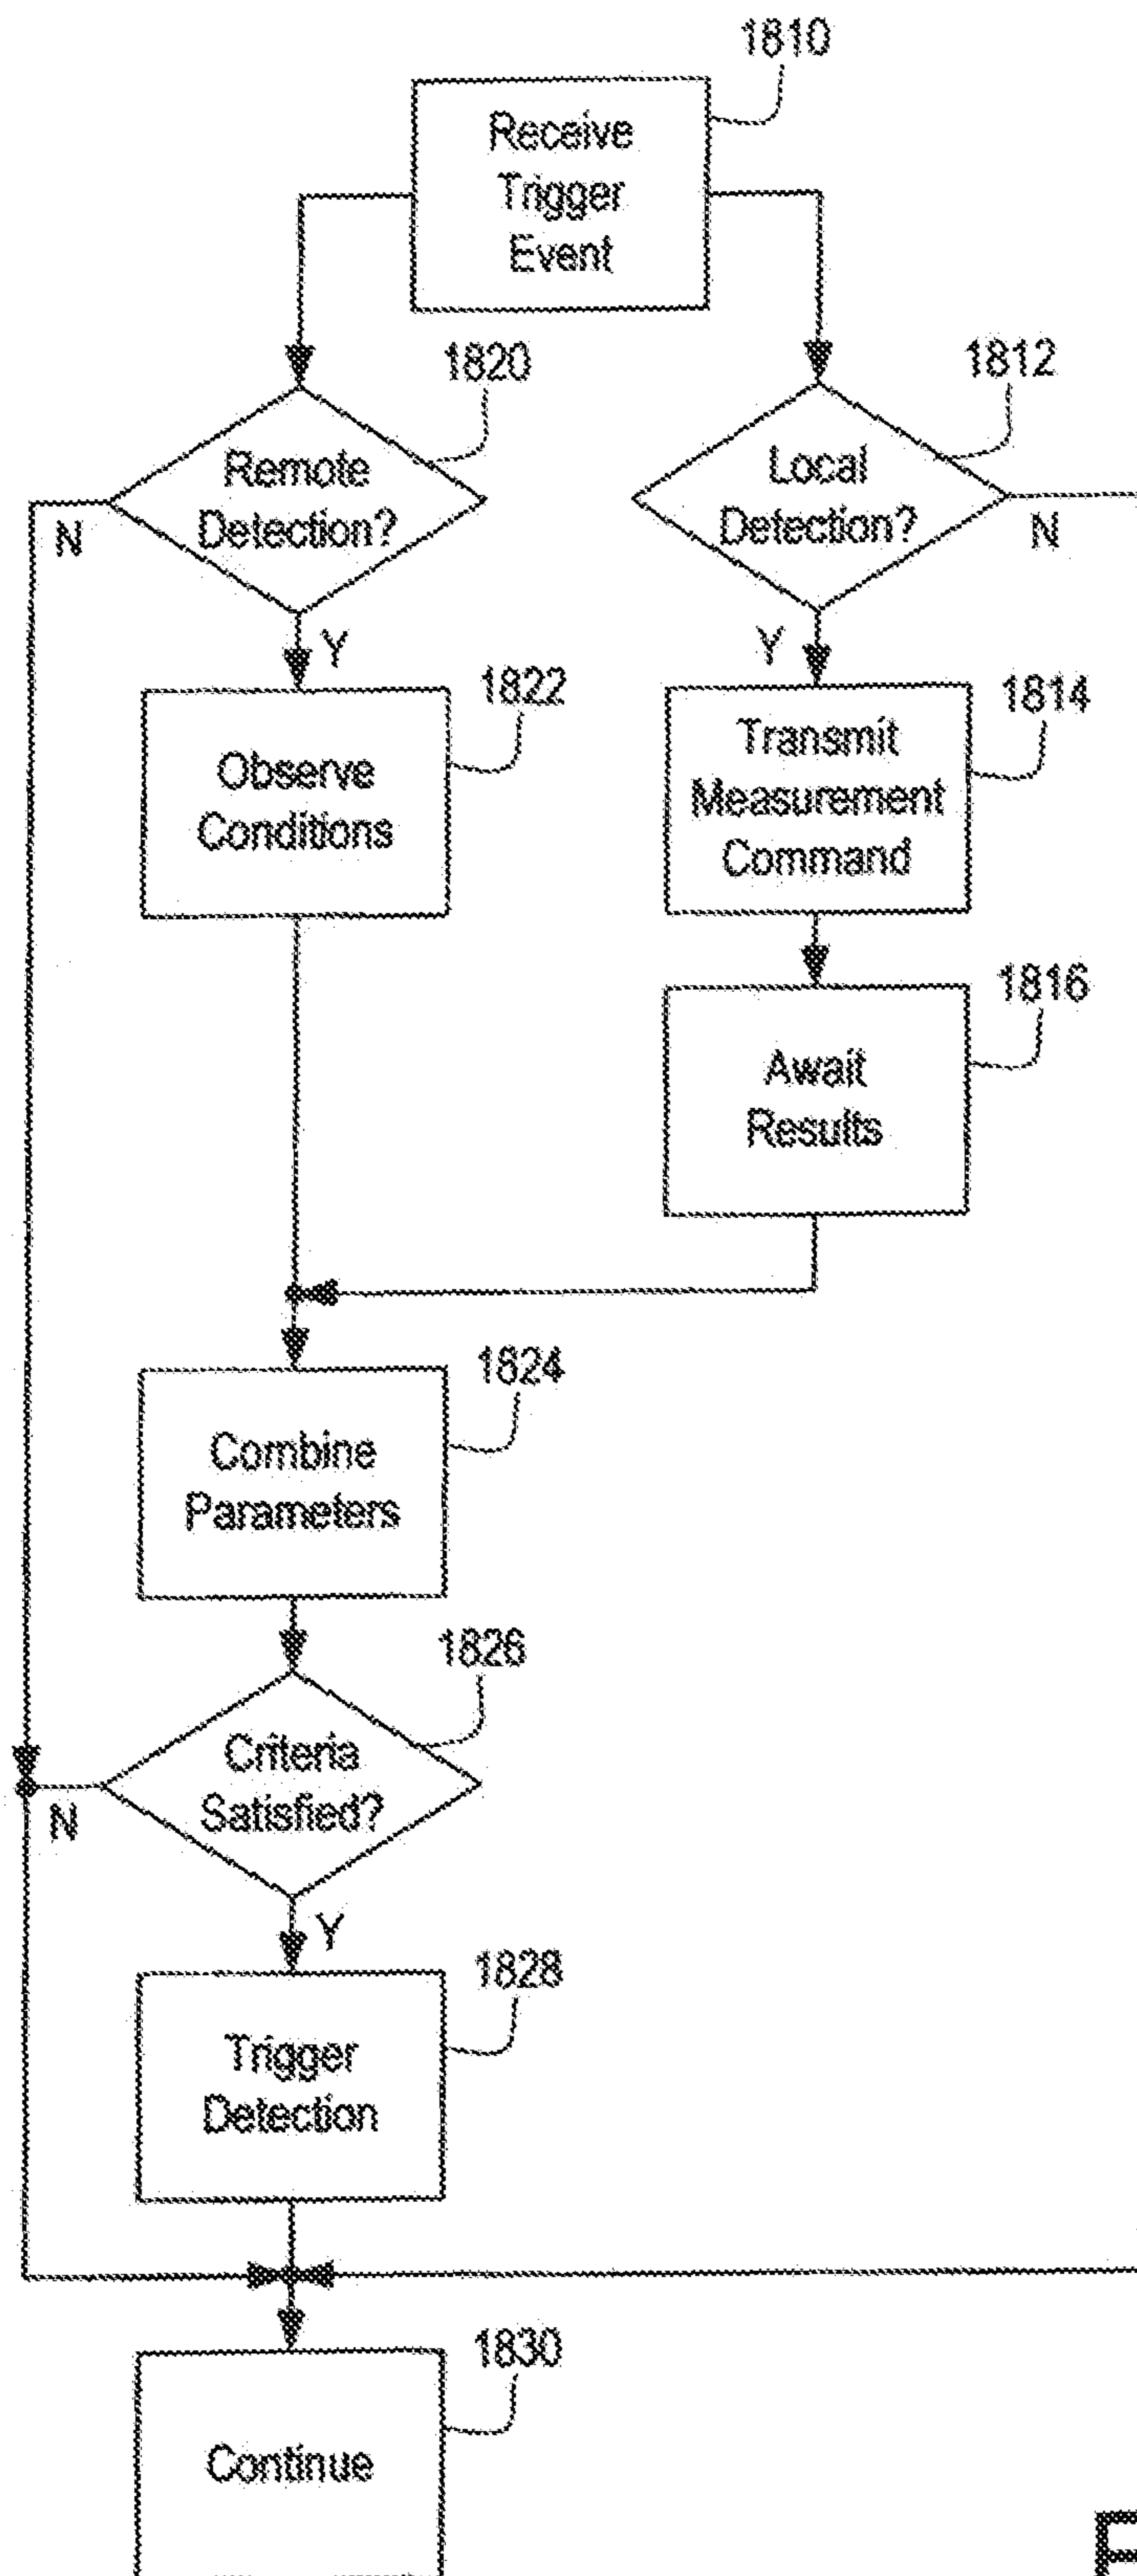 1810
Receive
Trigger
Event
1820
1812
Remote
Detection?
Local
Detection?
N
N
Y
Y
1822
1814
Observe
Conditions
Transmit
Measurement
Command
1816
Await
Results
1824
Combine
Parameters
1826
Criteria
Satisfied?
N
Y
1828
Trigger
Detection
1830
Continue